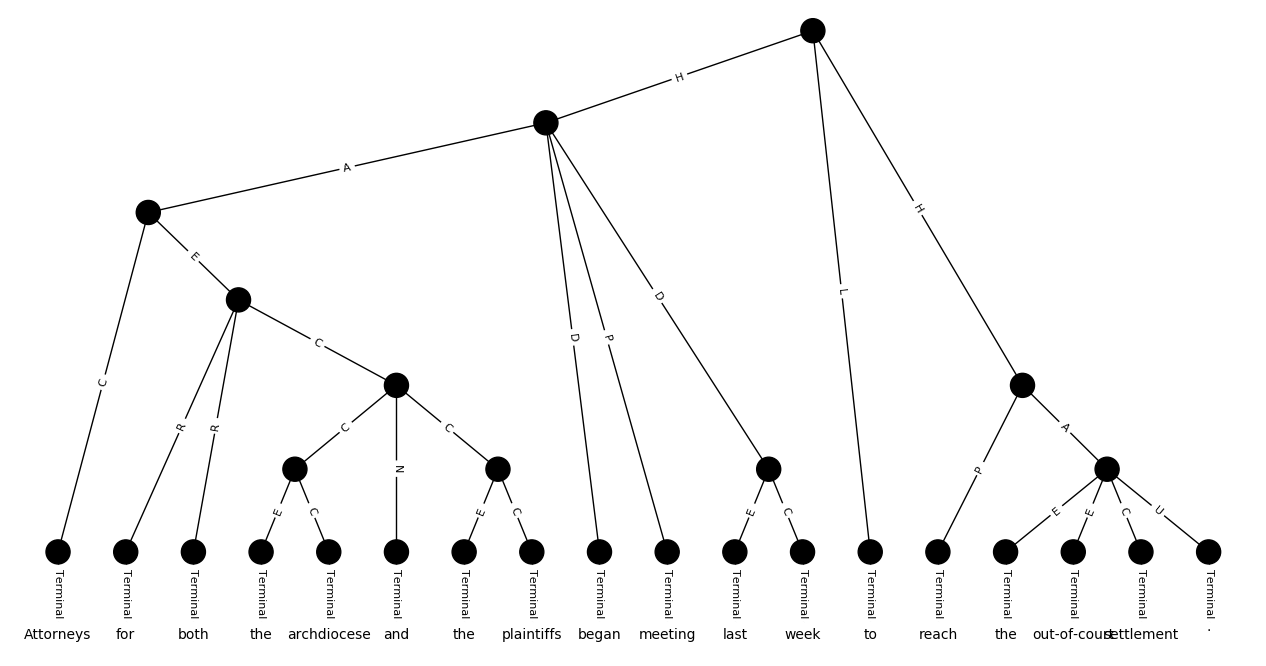 H
A
H
E
L
D
C
D
P
C
R
R
C
C
A
N
P
E
C
E
C
E
C
E
E
C
U
Terminal Terminal Terminal Terminal Terminal Terminal Terminal Terminal Terminal Terminal Terminal Terminal Terminal Terminal Terminal Terminal Terminal Terminal
Attorneys for both the archdiocese and the plaintiffs began meeting last week to reach the out-of-court settlement .